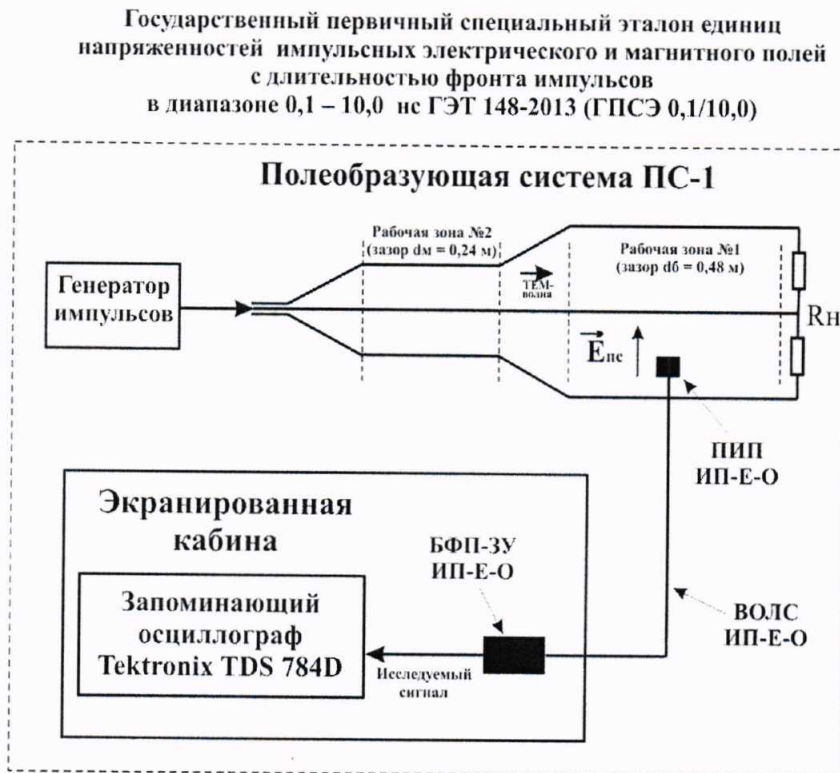 Государственный первичный специальный эталон единиц
напряженностей импульсных электрического и магнитного полей
с длительностью фронта импульсов
в диапазоне 0,1 – 10,0 нс ГЭТ 148-2013 (ГПСЭ 0,1/10,0)
Полеобразующая система ПС-1
Рабочая зона №2
(зазор dм = 0,24 м)
Рабочая зона №1
(зазор dб = 0,48 м)
Генератор
импульсов
ТЕМ-
волна
Rн
Eпс
ПИП
ИП-Е-О
Экранированная
кабина
БФП-ЗУ
ИП-Е-О
ВОЛС
ИП-Е-О
Запоминающий
осциллограф
Tektronix TDS 784D
Исследуемый
сигнал